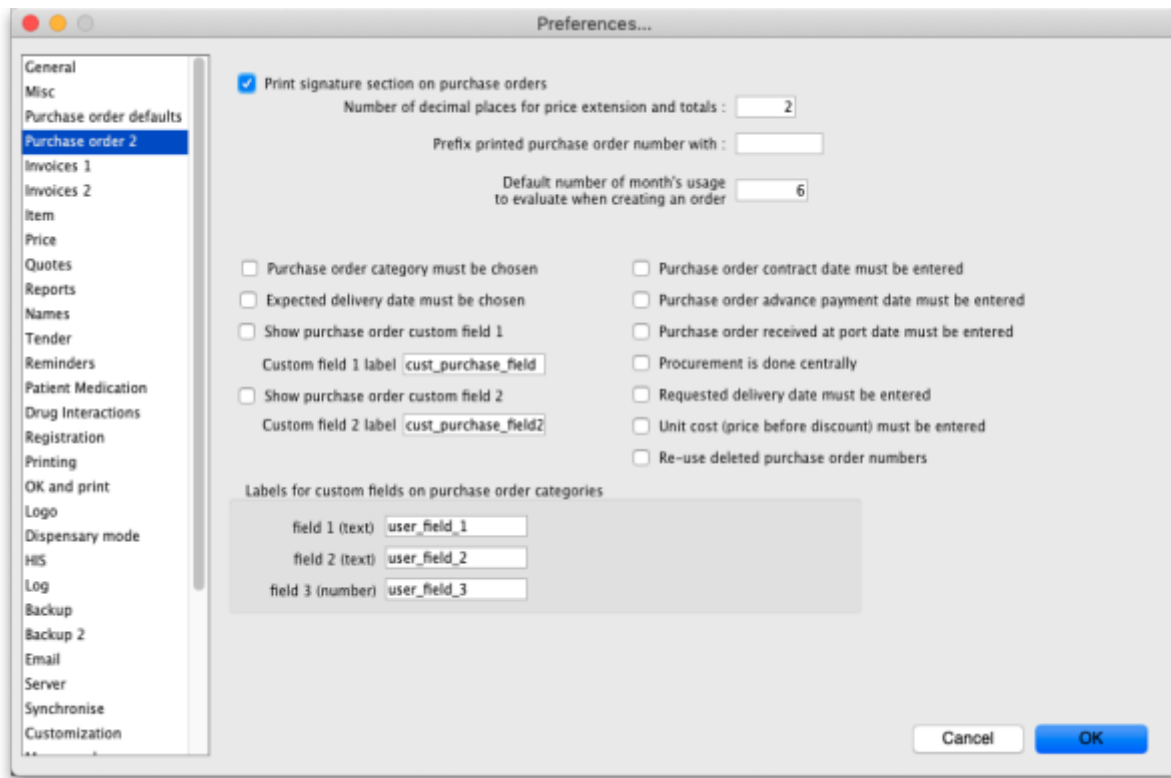 Preferences...
General
Misc
Purchase order defaults
Purchase order 2
Invoices 1
Invoices 2
Item
Price
Quotes
Reports
Names
Tender
Reminders
Patient Medication
Drug Interactions
Registration
Printing
OK and print
Logo
Dispensary mode
HIS
Log
Backup
Backup 2
Email
Server
Synchronise
Customization
Print signature section on purchase orders
Number of decimal places for price extension and totals : 2
Prefix printed purchase order number with :
Default number of month's usage
to evaluate when creating an order 6
Purchase order category must be chosen
Expected delivery date must be chosen
Show purchase order custom field 1
Custom field 1 label cust_purchase_field
Show purchase order custom field 2
Custom field 2 label cust_purchase_field2
Purchase order contract date must be entered
Purchase order advance payment date must be entered
Purchase order received at port date must be entered
Procurement is done centrally
Requested delivery date must be entered
Unit cost (price before discount) must be entered
Re-use deleted purchase order numbers
Labels for custom fields on purchase order categories
field 1 (text) user_field_1
field 2 (text) user_field_2
field 3 (number) user_field_3
Cancel
OK